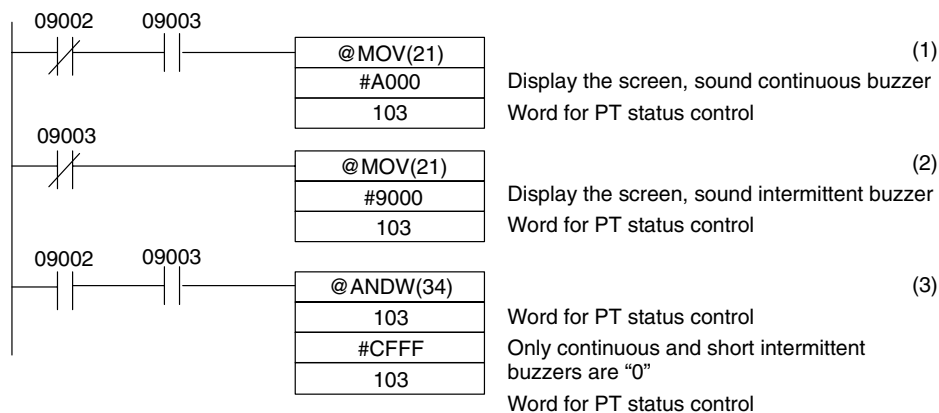 09002 09003
@MOV(21) (1)
#A000 Display the screen, sound continuous buzzer
103 Word for PT status control
09003
@MOV(21) (2)
#9000 Display the screen, sound intermittent buzzer
103 Word for PT status control
09002 09003
@ANDW(34) (3)
103 Word for PT status control
#CFFF Only continuous and short intermittent
103 buzzers are “0”
Word for PT status control